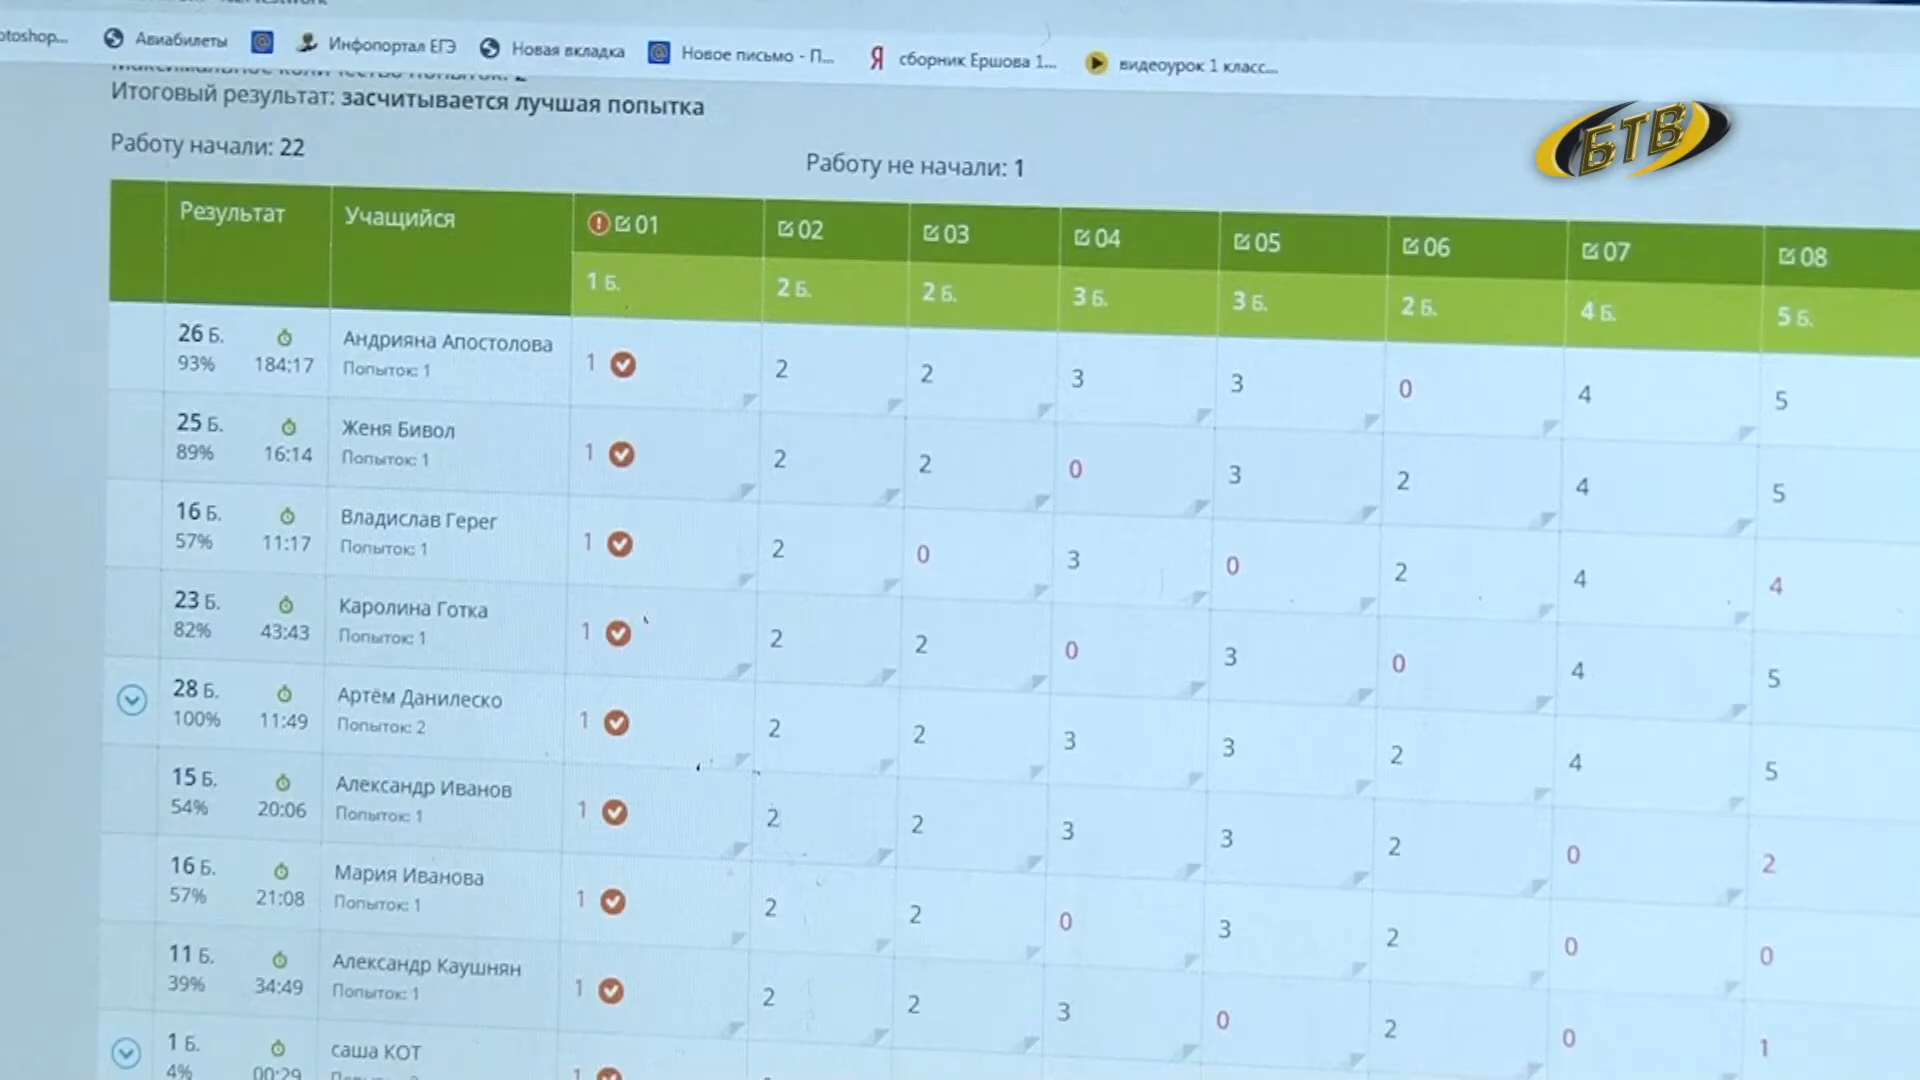 otoshop...
Авиабилеты
Инфопортал ЕГЭ
Новая вкладка
Новое письмо - П...
сборник Ершова 1...
видеоурок 1 класс...
Итоговый результат: засчитывается лучшая попытка
Работу начали: 22
Работу не начали: 1
БТВ
Результат Учащийся 01 02 03 04 05 06 07 08
1 Б. 2 Б. 2 Б. 3 Б. 3 Б. 2 Б. 4 Б. 5 Б.
26 Б. Андрияна Апостолова 1 2 2 3 3 0 4 5
93% 184:17 Попыток: 1
25 Б. Женя Бивол 1 2 2 0 3 2 4 5
89% 16:14 Попыток: 1
16 Б. Владислав Герег 1 2 0 3 0 2 4 4
57% 11:17 Попыток: 1
23 Б. Каролина Готка 1 2 2 0 3 0 4 5
82% 43:43 Попыток: 1
28 Б. Артём Данилеско 1 2 2 3 3 2 4 5
100% 11:49 Попыток: 2
15 Б. Александр Иванов 1 2 2 3 3 2 0 2
54% 20:06 Попыток: 1
16 Б. Мария Иванова 1 2 2 0 3 2 0 0
57% 21:08 Попыток: 1
11 Б. Александр Каушнян 1 2 2 3 0 2 0 1
39% 34:49 Попыток: 1
1 Б. саша КОТ 1
4% 00:29